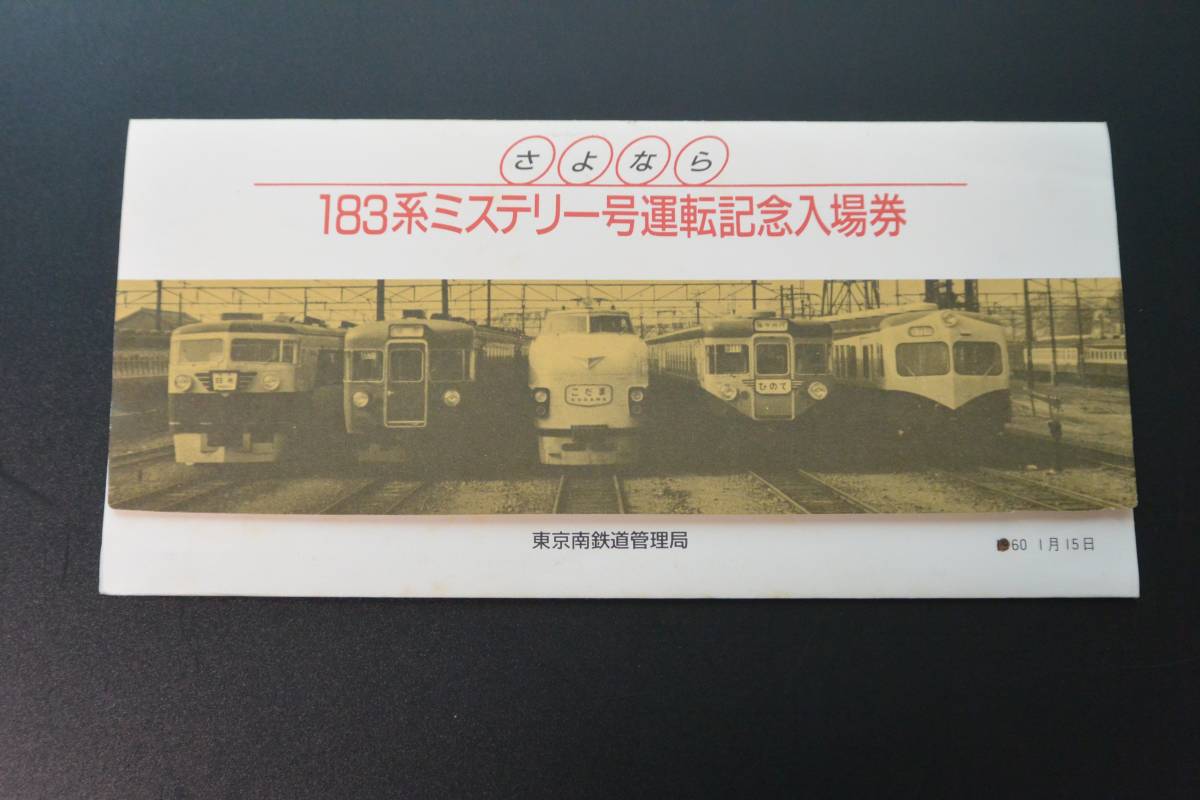 さよなら
183系ミステリー号運転記念入場券
こだま
KODAMA
ひので
東京南鉄道管理局
60 1月15日